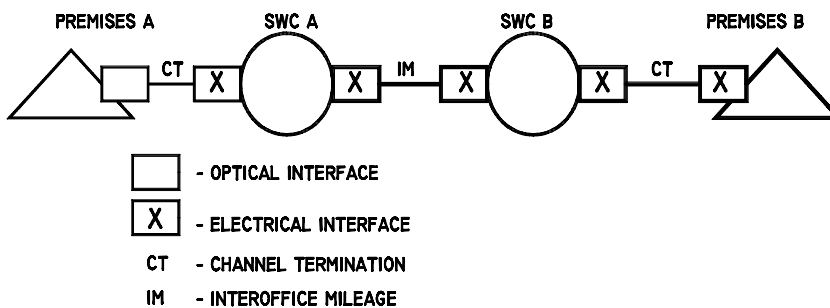 PREMISES A SWC A SWC B PREMISES B
CT IM CT
X X X X X
- OPTICAL INTERFACE
X - ELECTRICAL INTERFACE
CT - CHANNEL TERMINATION
IM - INTEROFFICE MILEAGE